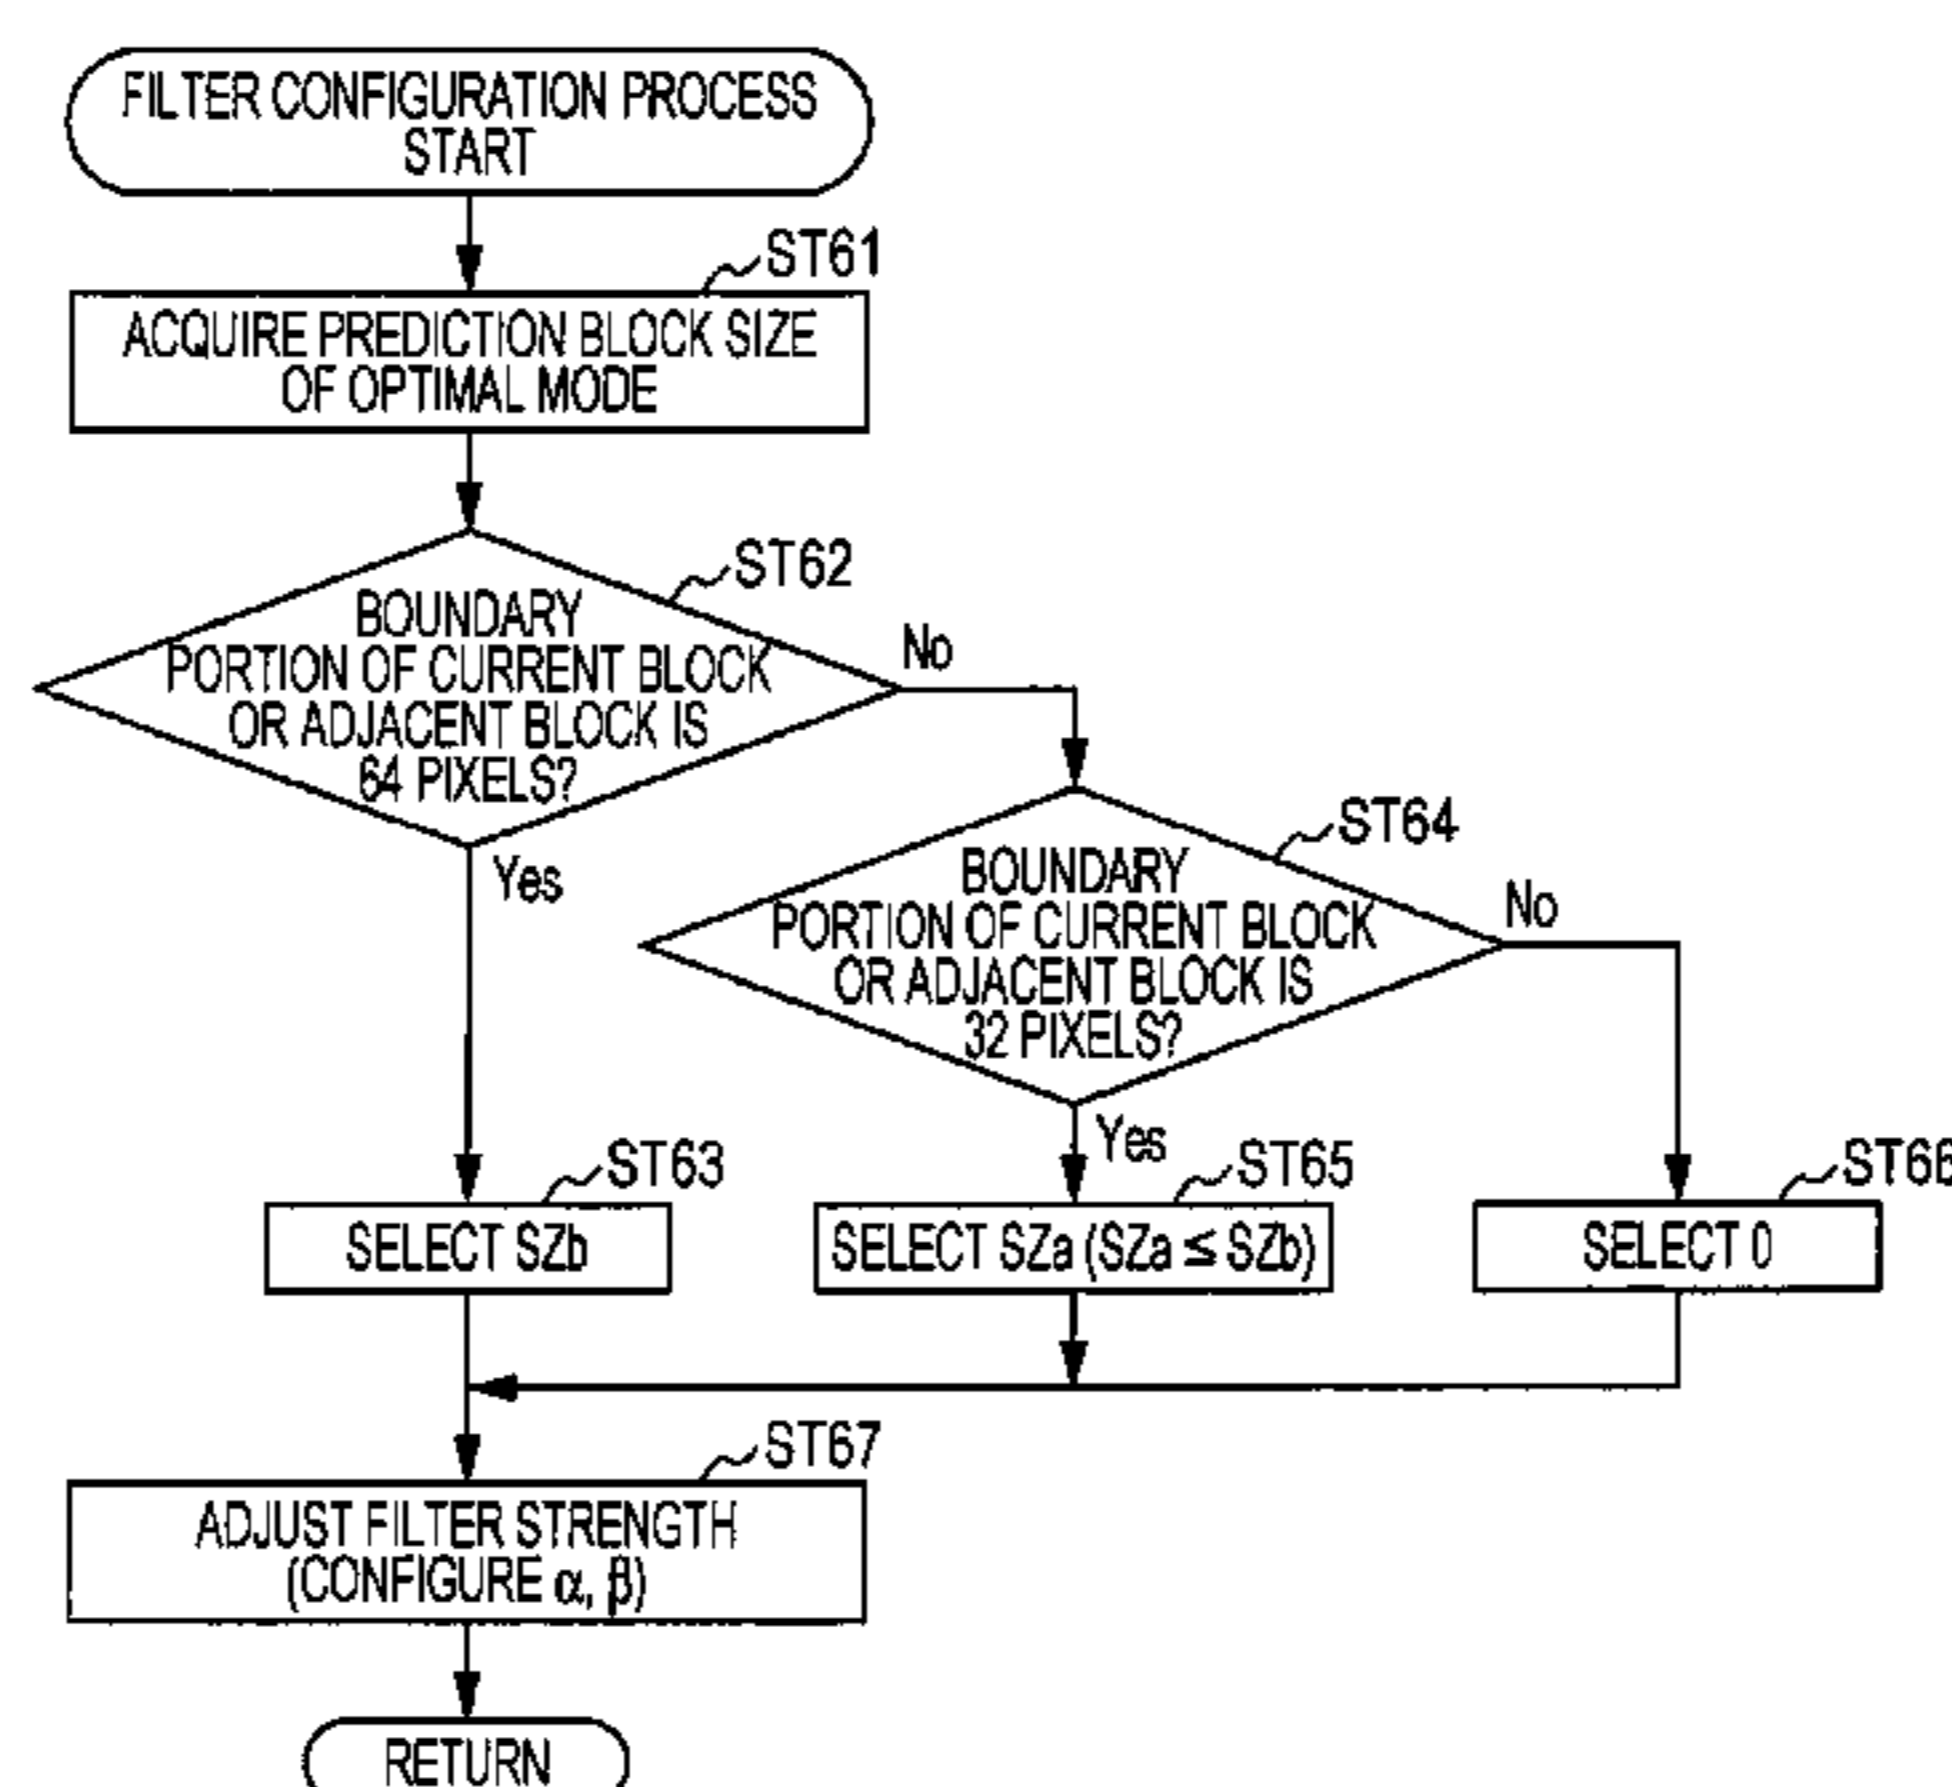 FILTER CONFIGURATION PROCESS
START
ST61
ACQUIRE PREDICTION BLOCK SIZE
OF OPTIMAL MODE
ST62
BOUNDARY
PORTION OF CURRENT BLOCK
OR ADJACENT BLOCK IS
64 PIXELS?
No
Yes
ST64
BOUNDARY
PORTION OF CURRENT BLOCK
OR ADJACENT BLOCK IS
32 PIXELS?
No
Yes
ST63
SELECT SZb
ST65
SELECT SZa (SZa ≤ SZb)
ST66
SELECT 0
ST67
ADJUST FILTER STRENGTH
(CONFIGURE α, β)
RETURN